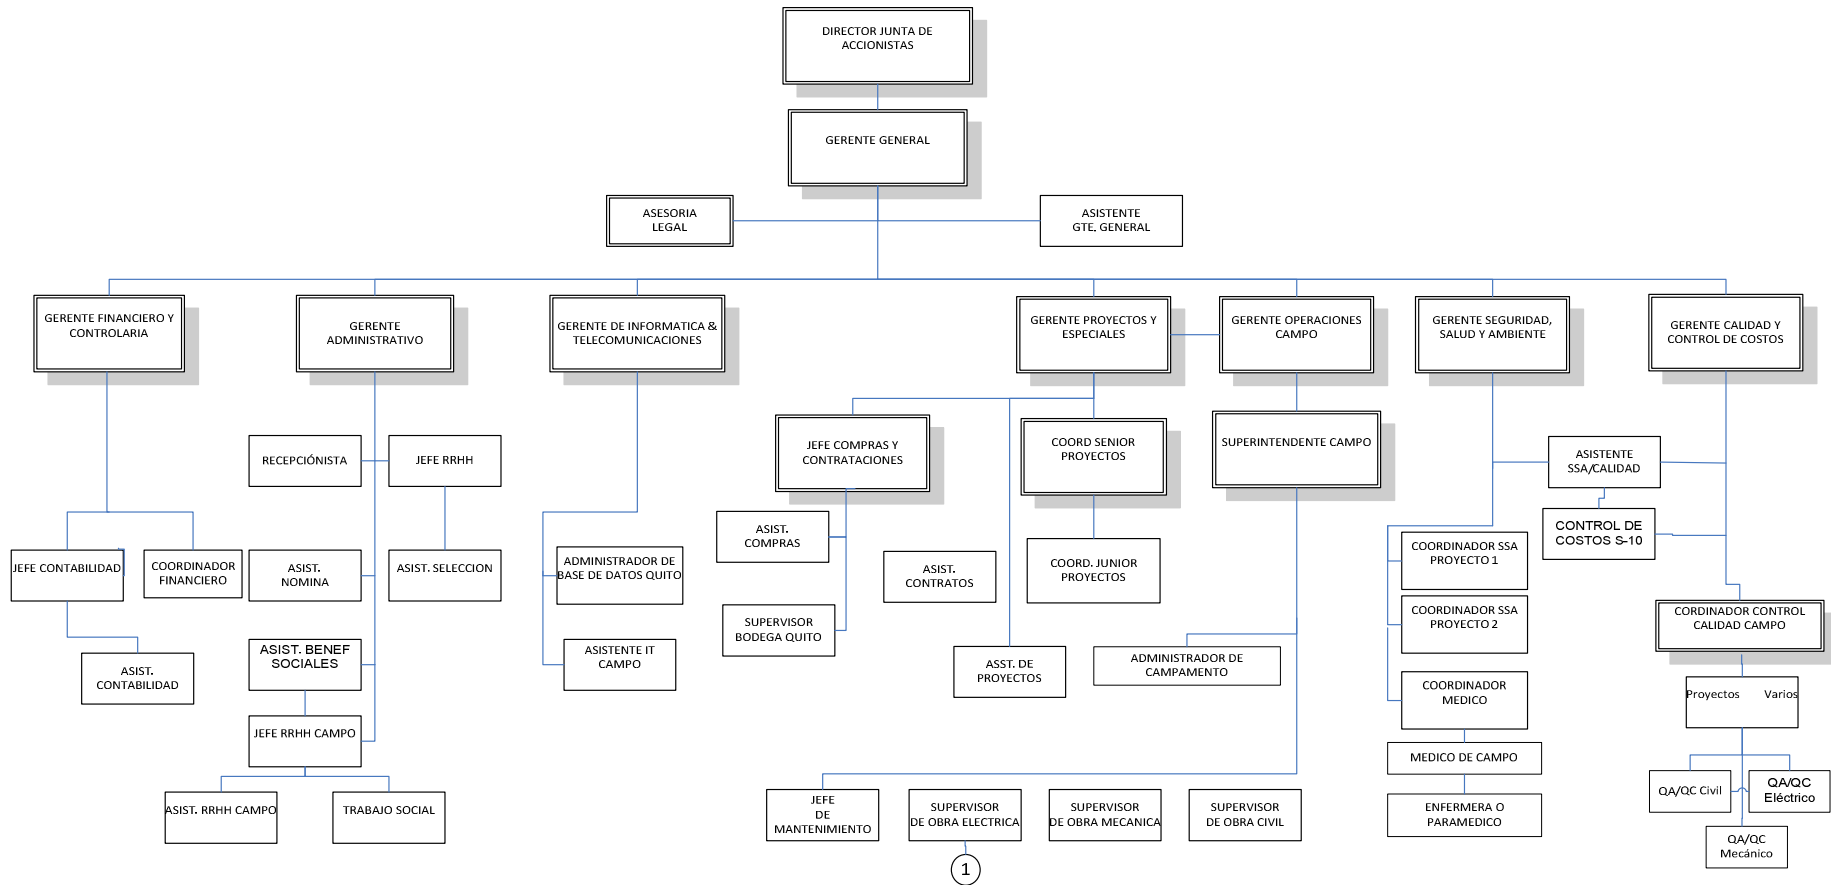 DIRECTOR JUNTA DE
ACCIONISTAS
GERENTE GENERAL
ASESORIA
LEGAL
ASISTENTE
GTE. GENERAL
GERENTE FINANCIERO Y
CONTROLARIA
GERENTE
ADMINISTRATIVO
GERENTE DE INFORMATICA &
TELECOMUNICACIONES
GERENTE PROYECTOS Y
ESPECIALES
GERENTE OPERACIONES
CAMPO
GERENTE SEGURIDAD,
SALUD Y AMBIENTE
GERENTE CALIDAD Y
CONTROL DE COSTOS
RECEPCIÓNISTA
JEFE RRHH
JEFE COMPRAS Y
CONTRATACIONES
COORD SENIOR
PROYECTOS
SUPERINTENDENTE CAMPO
ASISTENTE
SSA/CALIDAD
CONTROL DE
COSTOS S-10
JEFE CONTABILIDAD
COORDINADOR
FINANCIERO
ASIST.
NOMINA
ASIST. SELECCION
ADMINISTRADOR DE
BASE DE DATOS QUITO
ASIST.
COMPRAS
ASIST.
CONTRATOS
COORD. JUNIOR
PROYECTOS
COORDINADOR SSA
PROYECTO 1
COORDINADOR SSA
PROYECTO 2
CORDINADOR CONTROL
CALIDAD CAMPO
SUPERVISOR
BODEGA QUITO
ASIST.
CONTABILIDAD
ASIST. BENEF
SOCIALES
ASISTENTE IT
CAMPO
ASST. DE
PROYECTOS
ADMINISTRADOR DE
CAMPAMENTO
COORDINADOR
MEDICO
Proyectos Varios
JEFE RRHH CAMPO
MEDICO DE CAMPO
ASIST. RRHH CAMPO
TRABAJO SOCIAL
JEFE
DE
MANTENIMIENTO
SUPERVISOR
DE OBRA ELECTRICA
SUPERVISOR
DE OBRA MECANICA
SUPERVISOR
DE OBRA CIVIL
ENFERMERA O
PARAMEDICO
QA/QC Civil
QA/QC
Eléctrico
QA/QC
Mecánico
1